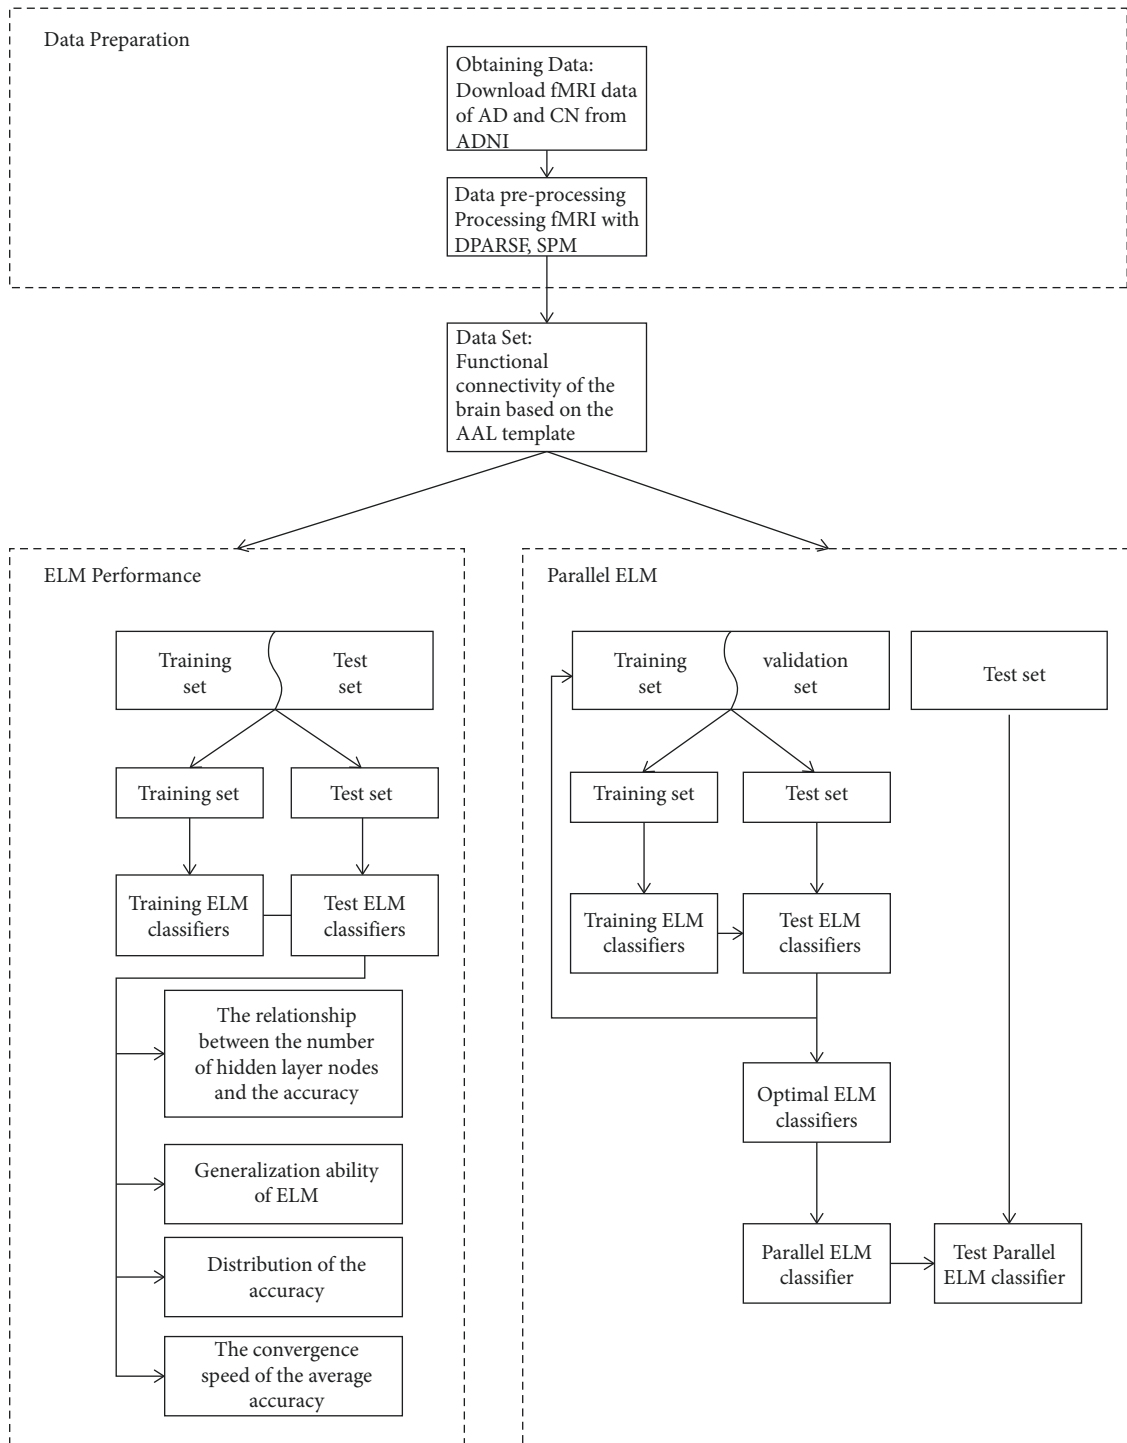 Data Preparation
Obtaining Data:
Download fMRI data
of AD and CN from
ADNI
Data pre-processing
Processing fMRI with
DPARSF, SPM
Data Set:
Functional
connectivity of the
brain based on the
AAL template
ELM Performance
Training
set
Test
set
Training set
Test set
Training ELM
classifiers
Test ELM
classifiers
The relationship
between the number
of hidden layer nodes
and the accuracy
Generalization ability
of ELM
Distribution of the
accuracy
The convergence
speed of the average
accuracy
Parallel ELM
Training
set
validation
set
Test set
Training set
Test set
Training ELM
classifiers
Test ELM
classifiers
Optimal ELM
classifiers
Parallel ELM
classifier
Test Parallel
ELM classifier